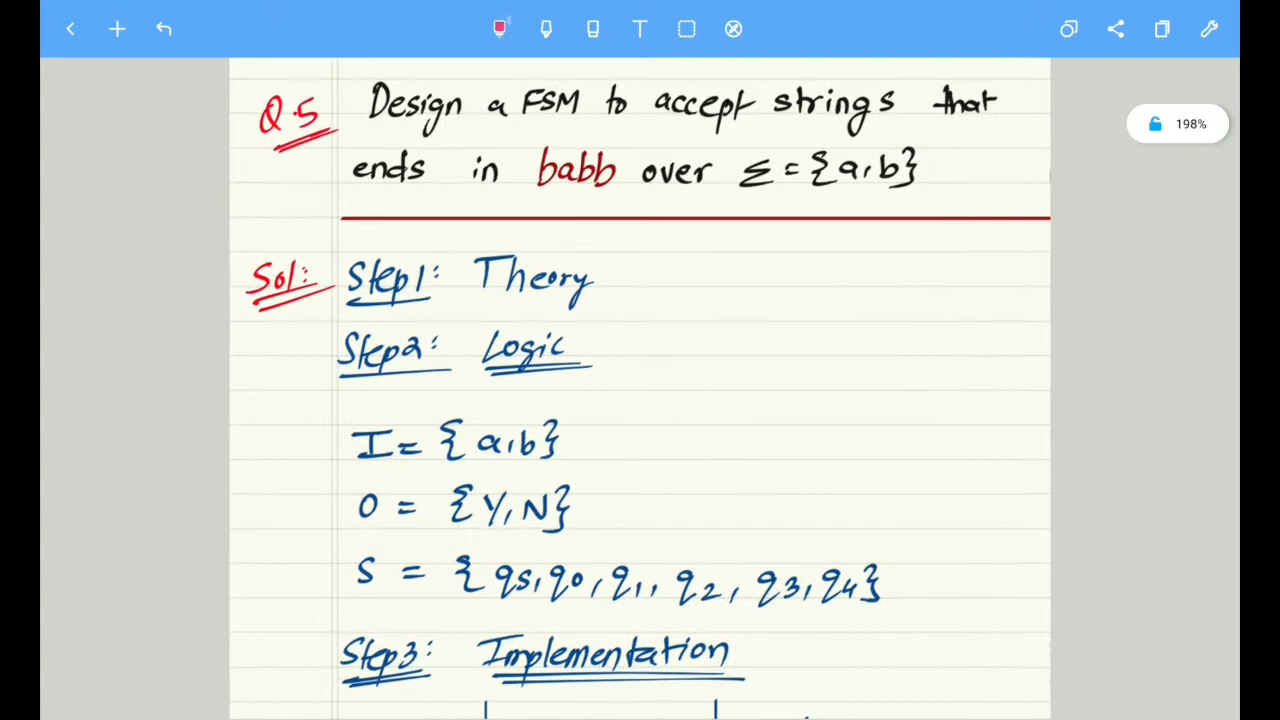 198%
Q.5 Design a FSM to accept strings that
ends in babb over Σ = {a, b}
Sol: Step1: Theory
Step2: Logic
I = {a, b}
O = {Y, N}
S = {qs, q0, q1, q2, q3, q4}
Step3: Implementation